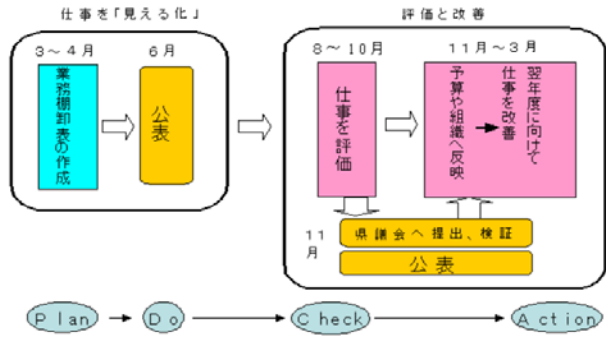 仕事を「見える化」
評価と改善
3～4月
6月
8～10月
11月～3月
業務棚卸表の作成
公表
仕事を評価
翌年度に向けて
仕事を改善
予算や組織へ反映
11月
県議会へ提出、検証
公表
Plan
Do
Check
Action